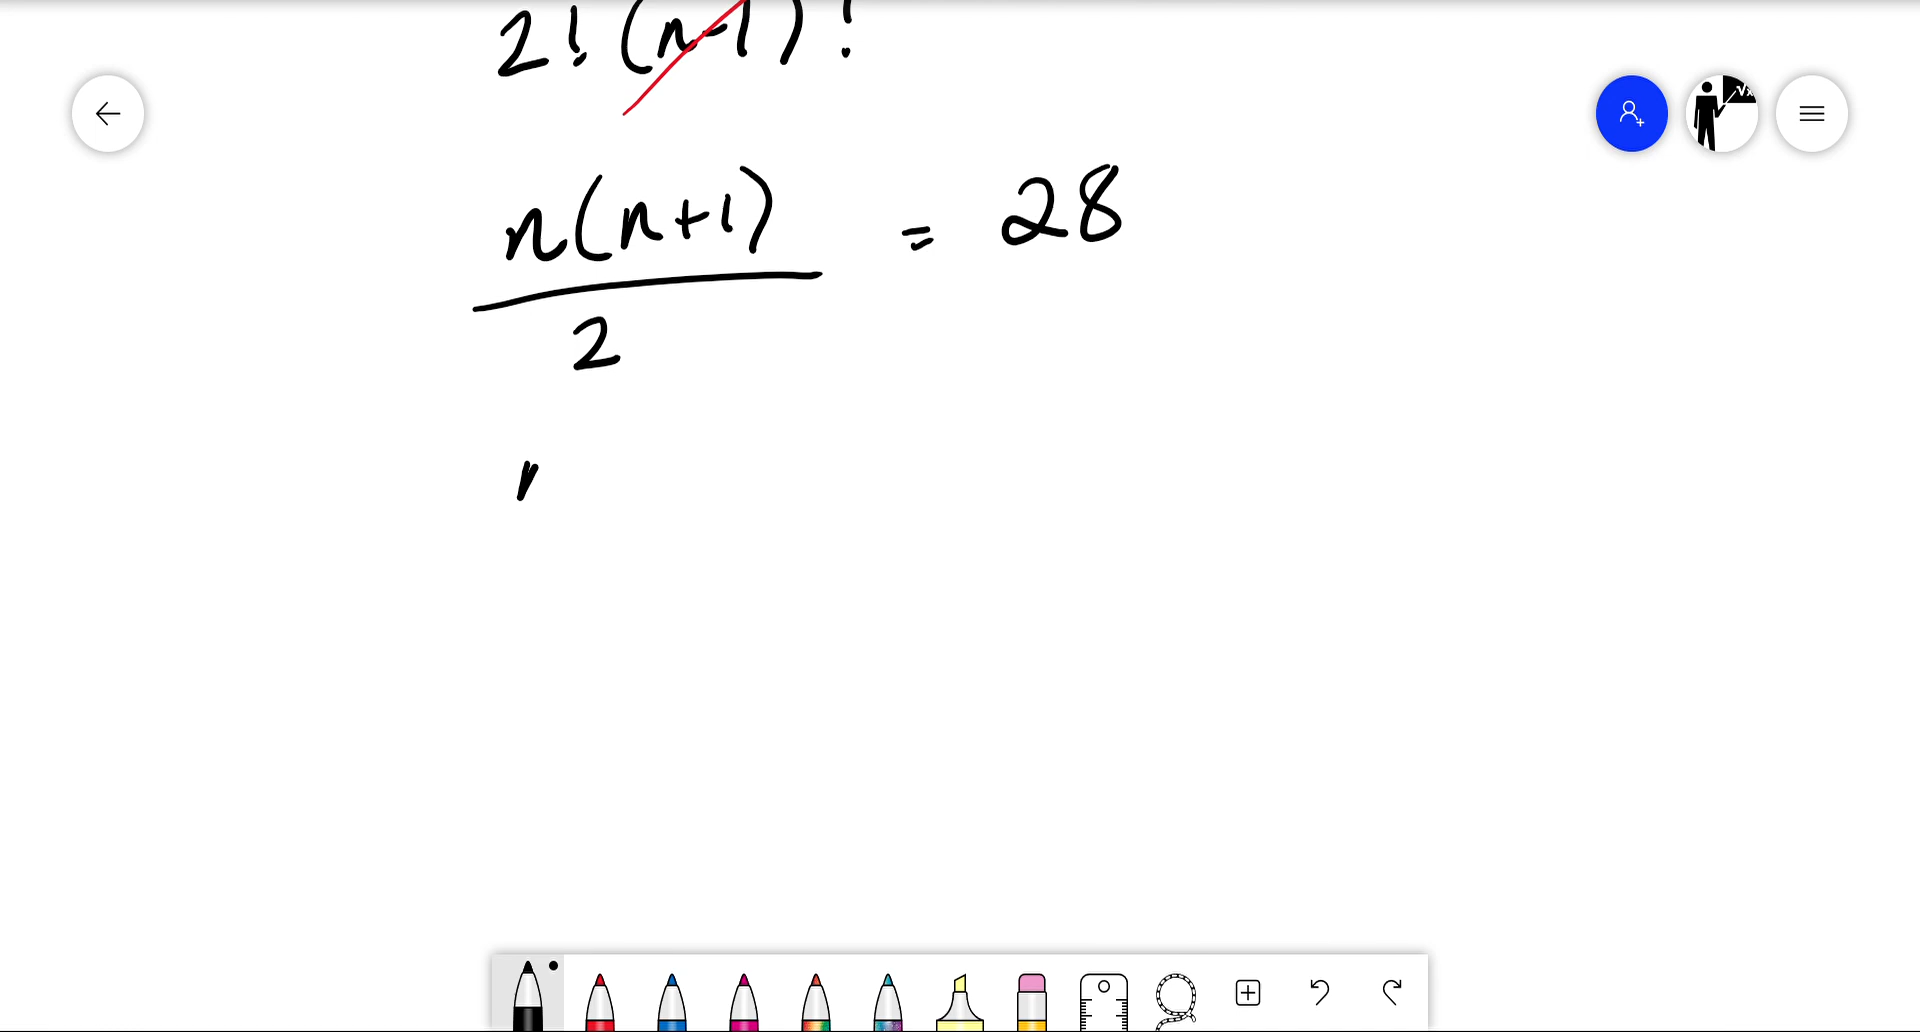 2!(n-1)!
n(n+1)
2
= 28
n
√x